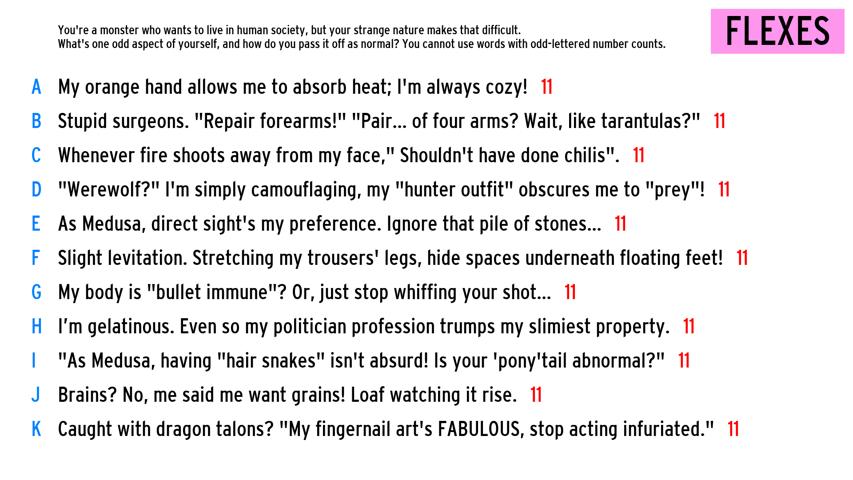 You're a monster who wants to live in human society, but your strange nature makes that difficult.
What's one odd aspect of yourself, and how do you pass it off as normal? You cannot use words with odd-lettered number counts.
FLEXES
A My orange hand allows me to absorb heat; I'm always cozy! 11
B Stupid surgeons. "Repair forearms!" "Pair... of four arms? Wait, like tarantulas?" 11
C Whenever fire shoots away from my face," Shouldn't have done chilis". 11
D "Werewolf?" I'm simply camouflaging, my "hunter outfit" obscures me to "prey"! 11
E As Medusa, direct sight's my preference. Ignore that pile of stones... 11
F Slight levitation. Stretching my trousers' legs, hide spaces underneath floating feet! 11
G My body is "bullet immune"? Or, just stop whiffing your shot... 11
H I'm gelatinous. Even so my politician profession trumps my slimiest property. 11
I "As Medusa, having "hair snakes" isn't absurd! Is your 'pony'tail abnormal?" 11
J Brains? No, me said me want grains! Loaf watching it rise. 11
K Caught with dragon talons? "My fingernail art's FABULOUS, stop acting infuriated." 11